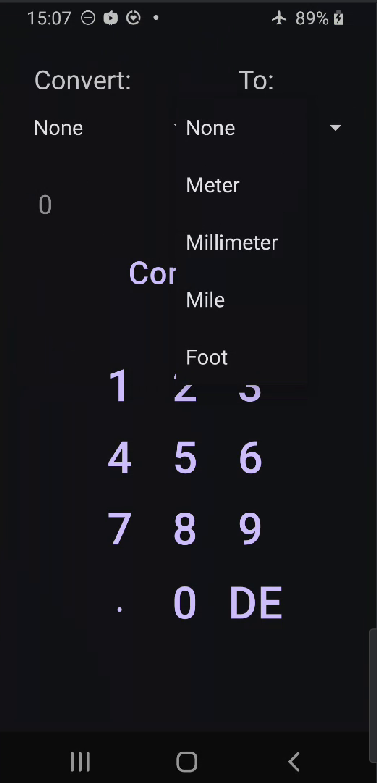 15:07 89%
Convert: To:
None None
Meter
0
Millimeter
Mile
Foot
1 2 3
4 5 6
7 8 9
. 0 DE